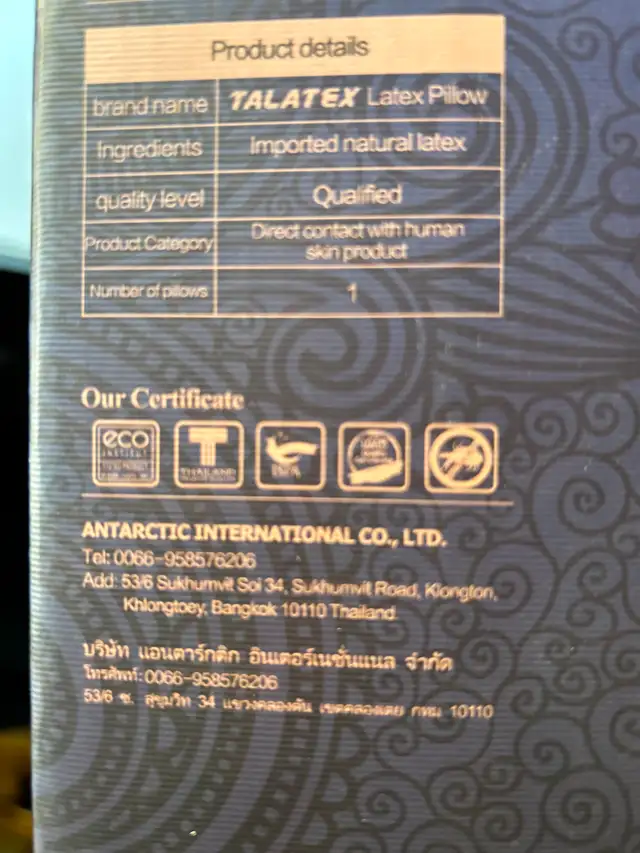 Product details
brand name TALATEX Latex Pillow
Ingredients Imported natural latex
quality level Qualified
Product Category Direct contact with human
skin product
Number of pillows 1
Our Certificate
eco
INSTITUT
THAILAND
ANTARCTIC INTERNATIONAL CO., LTD.
Tel: 0066-958576206
Add: 53/6 Sukhumvit Soi 34, Sukhumvit Road, Klongton,
Khlongtoey, Bangkok 10110 Thailand
บริษัท แอนตาร์กติก อินเตอร์เนชั่นแนล จำกัด
โทรศัพท์: 0066-958576206
53/6 ซ. สุขุมวิท 34 แขวงคลองตัน เขตคลองเตย กทม 10110